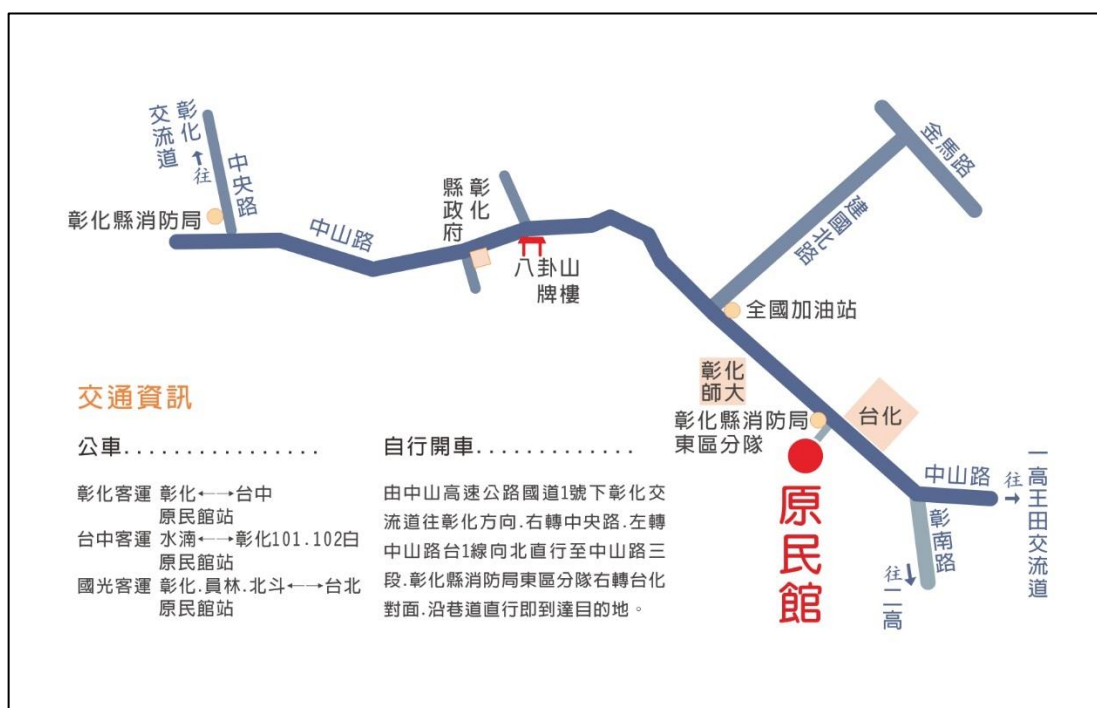 彰化
交流道
往
中央路
彰化縣消防局
中山路
彰化
縣政府
八卦山
牌樓
金馬路
建國北路
全國加油站
彰化
師大
彰化縣消防局
東區分隊
台化
原民館
中山路
往
一高王田交流道
彰南路
往
二高
交通資訊
公車................
彰化客運 彰化←→台中
原民館站
台中客運 水湳←→彰化101.102白
原民館站
國光客運 彰化.員林.北斗←→台北
原民館站
自行開車.............
由中山高速公路國道1號下彰化交
流道往彰化方向.右轉中央路.左轉
中山路台1線向北直行至中山路三
段.彰化縣消防局東區分隊右轉台化
對面.沿巷道直行即到達目的地。